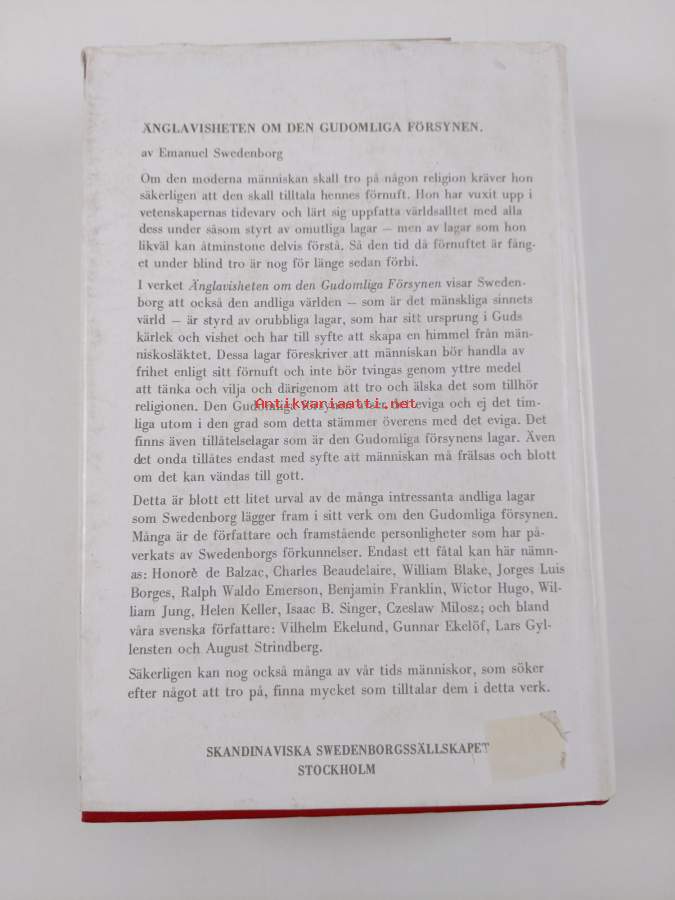 ÄNGLAVISHETEN OM DEN GUDOMLIGA FÖRSYNEN.
av Emanuel Swedenborg
Om den moderna människan skall tro på någon religion kräver hon
säkerligen att den skall tilltala hennes förnuft. Hon har vuxit upp i
vetenskapernas tidevarv och lärt sig uppfatta världsalltet med alla
dess under såsom styrt av omutliga lagar — men av lagar som hon
likväl kan åtminstone delvis förstå. Så den tid då förnuftet är fång-
et under blind tro är nog för länge sedan förbi.
I verket Änglavisheten om den Gudomliga Försynen visar Sweden-
borg att också den andliga världen — som är det mänskliga sinnets
värld — är styrd av orubbliga lagar, som har sitt ursprung i Guds
kärlek och vishet och har till syfte att skapa en himmel från män-
niskosläktet. Dessa lagar föreskriver att människan bör handla av
frihet enligt sitt förnuft och inte bör tvingas genom yttre medel
att tänka och vilja och därigenom att tro och älska det som tillhör
religionen. Den Gudomliga försynen avser det eviga och ej det tim-
Antikvariaatti.net
liga utom i den grad som detta stämmer överens med det eviga. Det
finns även tillåtelselagar som är den Gudomliga försynens lagar. Även
det onda tillåtes endast med syfte att människan må frälsas och blott
om det kan vändas till gott.
Detta är blott ett litet urval av de många intressanta andliga lagar
som Swedenborg lägger fram i sitt verk om den Gudomliga försynen.
Många är de författare och framstående personligheter som har på-
verkats av Swedenborgs förkunnelser. Endast ett fåtal kan här nämn-
as: Honorè de Balzac, Charles Beaudelaire, William Blake, Jorges Luis
Borges, Ralph Waldo Emerson, Benjamin Franklin, Wictor Hugo, Wil-
liam Jung, Helen Keller, Isaac B. Singer, Czeslaw Milosz; och bland
våra svenska författare: Vilhelm Ekelund, Gunnar Ekelöf, Lars Gyl-
lensten och August Strindberg.
Säkerligen kan nog också många av vår tids människor, som söker
efter något att tro på, finna mycket som tilltalar dem i detta verk.
SKANDINAVISKA SWEDENBORGSSÄLLSKAPET
STOCKHOLM